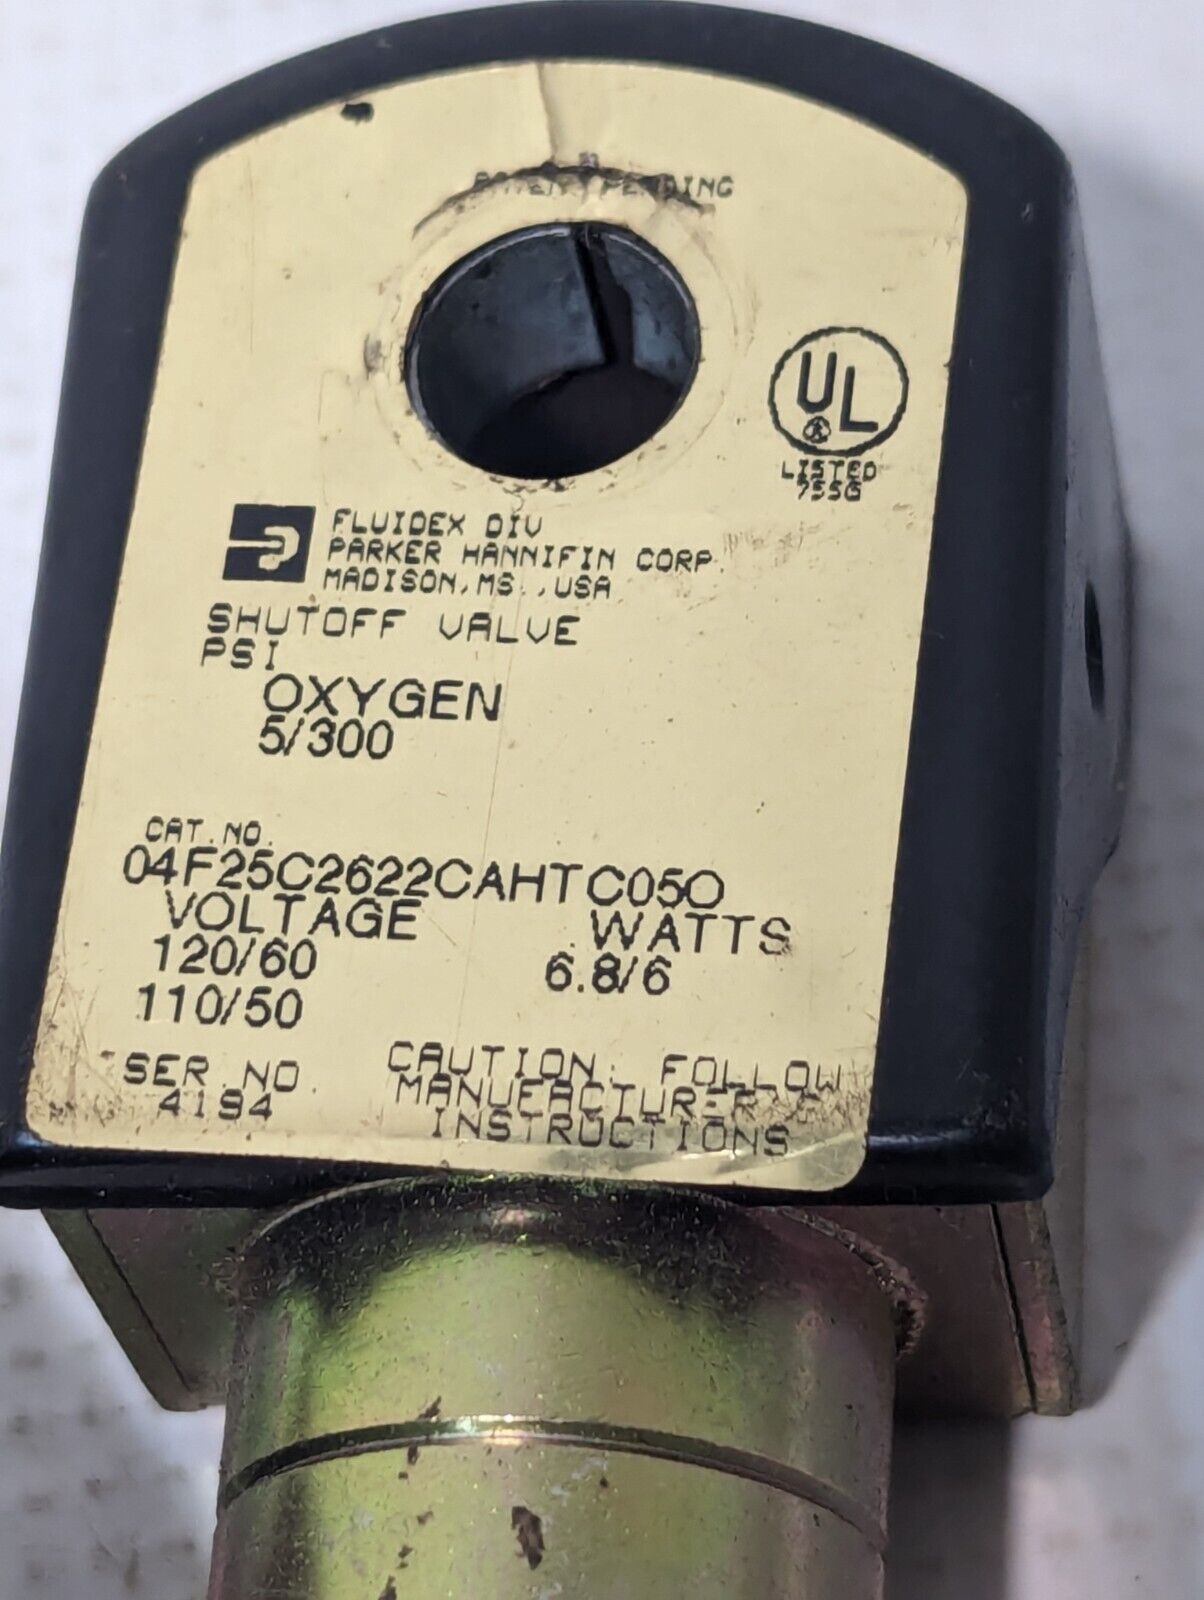 PATENT PENDING
UL
R
LISTED
755G
FLUIDEX DIV
PARKER HANNIFIN CORP.
MADISON, MS., USA
SHUTOFF VALVE
PSI
OXYGEN
5/300
CAT.NO.
04F25C2622CAHTC05O
VOLTAGE WATTS
120/60 6.8/6
110/50
SER.NO.
4194
CAUTION: FOLLOW
MANUFACTURER'S
INSTRUCTIONS